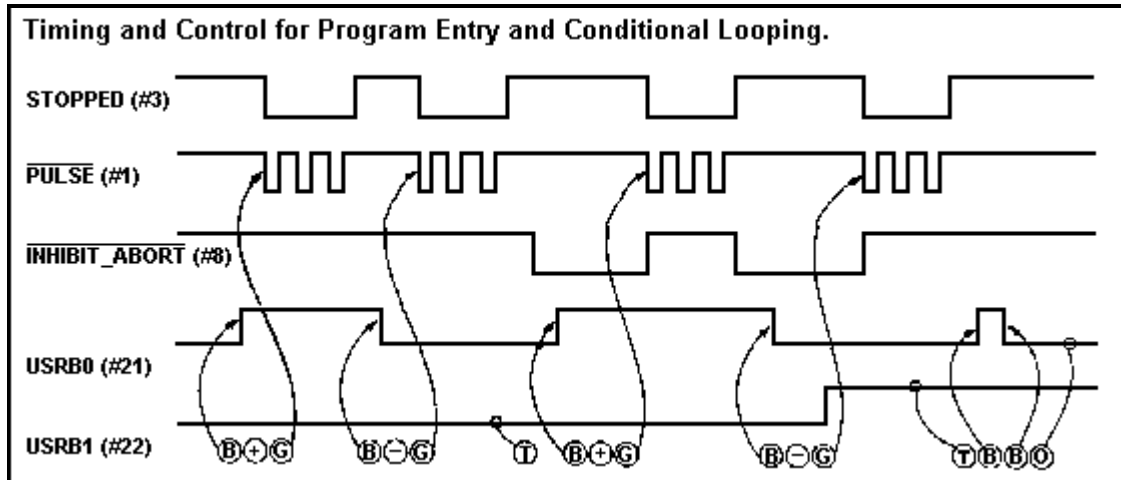 Timing and Control for Program Entry and Conditional Looping.
STOPPED (#3)
PULSE (#1)
INHIBIT_ABORT (#8)
USRB0 (#21)
USRB1 (#22)
B + G B - G T B + G B - G T B B O